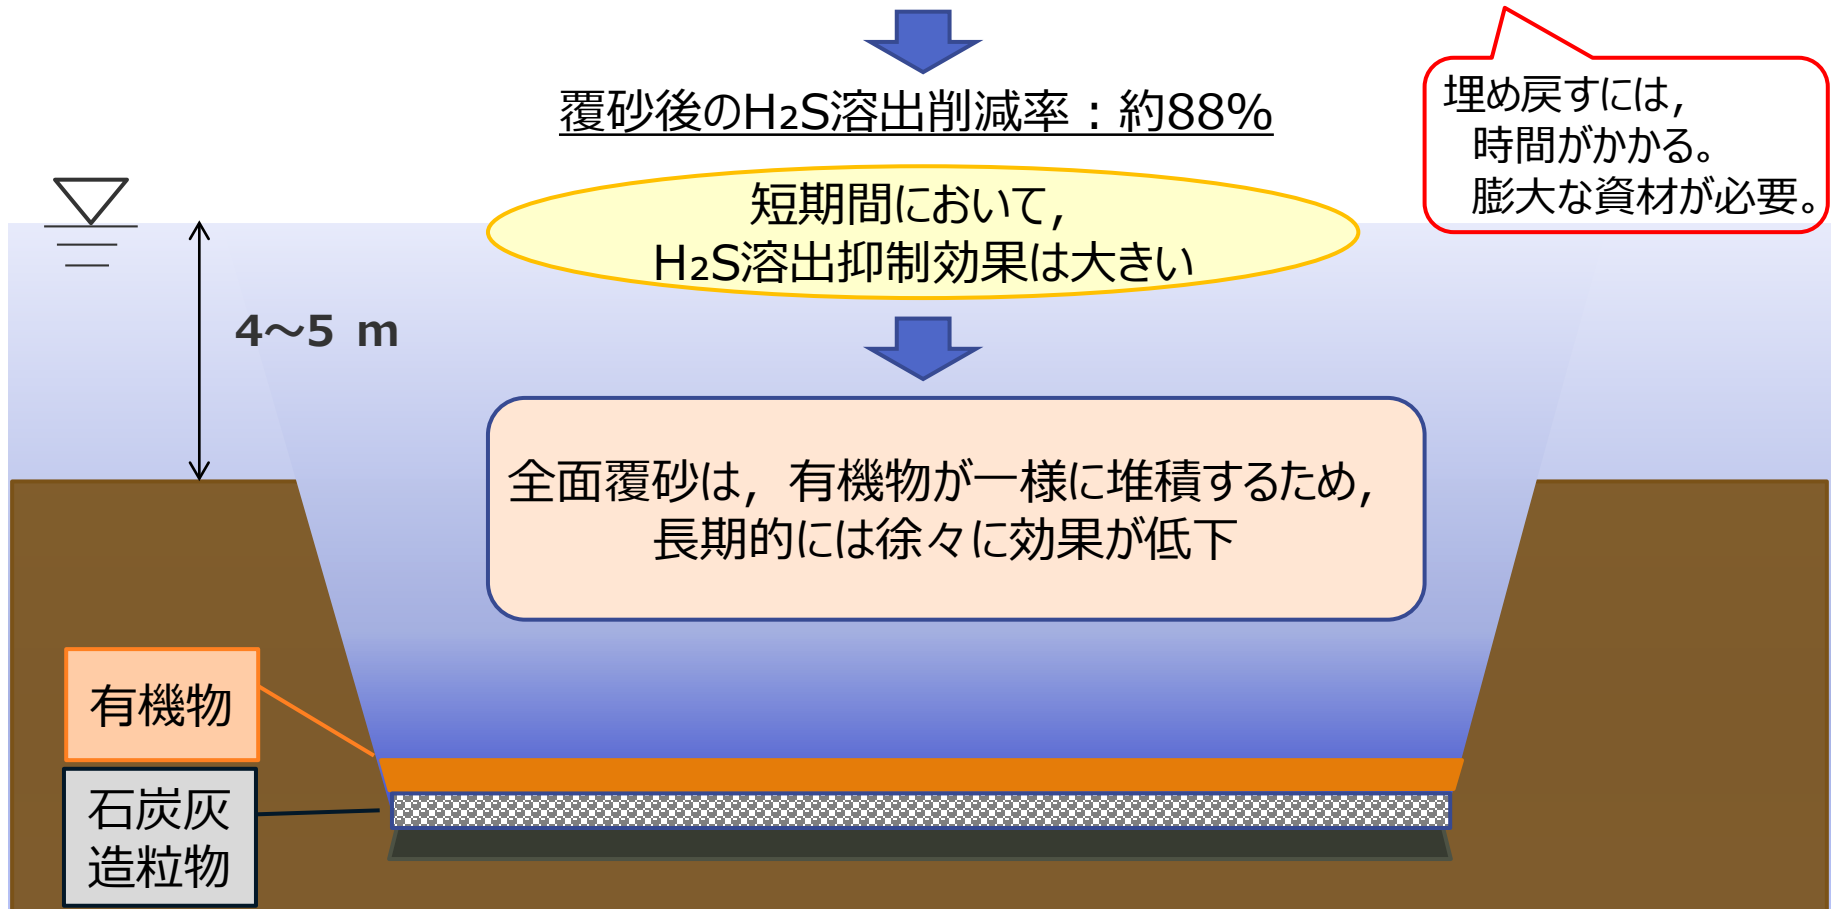 覆砂後のH₂S溶出削減率：約88%
埋め戻すには，
時間がかかる。
膨大な資材が必要。
短期間において，
H₂S溶出抑制効果は大きい
4～5 m
全面覆砂は，有機物が一様に堆積するため，
長期的には徐々に効果が低下
有機物
石炭灰
造粒物